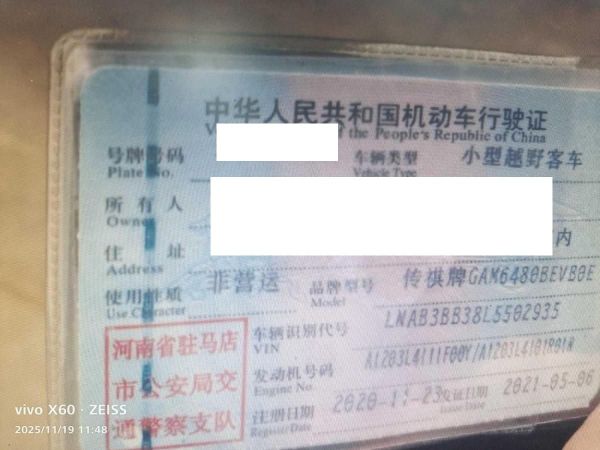 中华人民共和国机动车行驶证
the People's Republic of China
号牌号码 车辆类型 小型越野客车
Plate No. Vehicle Type
所有人
Owner
住址 内
Address
使用性质 非营运 品牌型号 传祺牌GAM6480BEVB0E
Use Character Model
河南省驻马店
市公安局交
通警察支队
车辆识别代号 LNAB3BB38L5502935
VIN
发动机号码
Engine No.
注册日期 2020-11-23 发证日期 2021-05-06
Register Date Issue Date
vivo X60 · ZEISS
2025/11/19 11:48